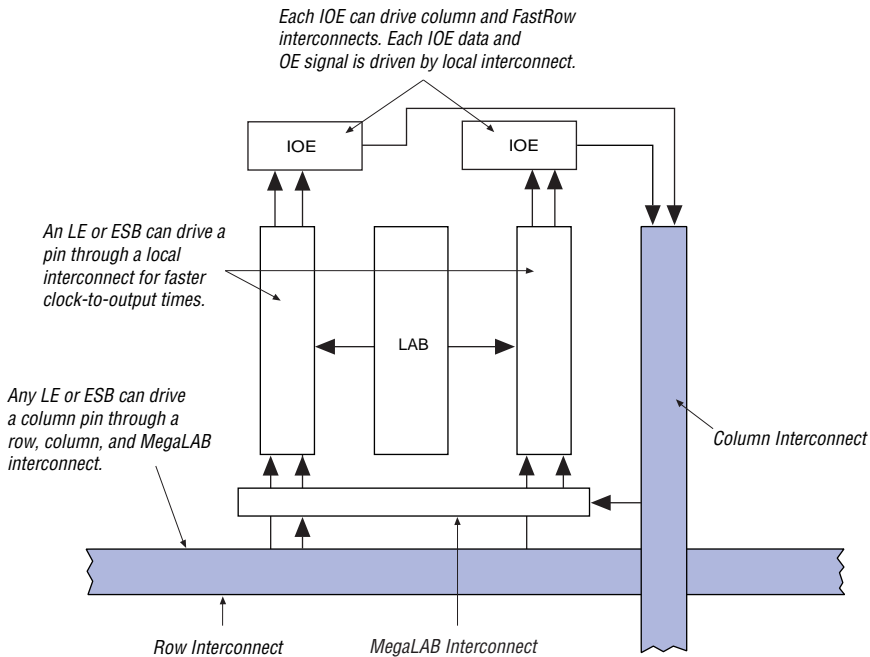 Each IOE can drive column and FastRow
interconnects. Each IOE data and
OE signal is driven by local interconnect.
IOE
IOE
An LE or ESB can drive a
pin through a local
interconnect for faster
clock-to-output times.
LAB
Any LE or ESB can drive
a column pin through a
row, column, and MegaLAB
interconnect.
Column Interconnect
Row Interconnect
MegaLAB Interconnect